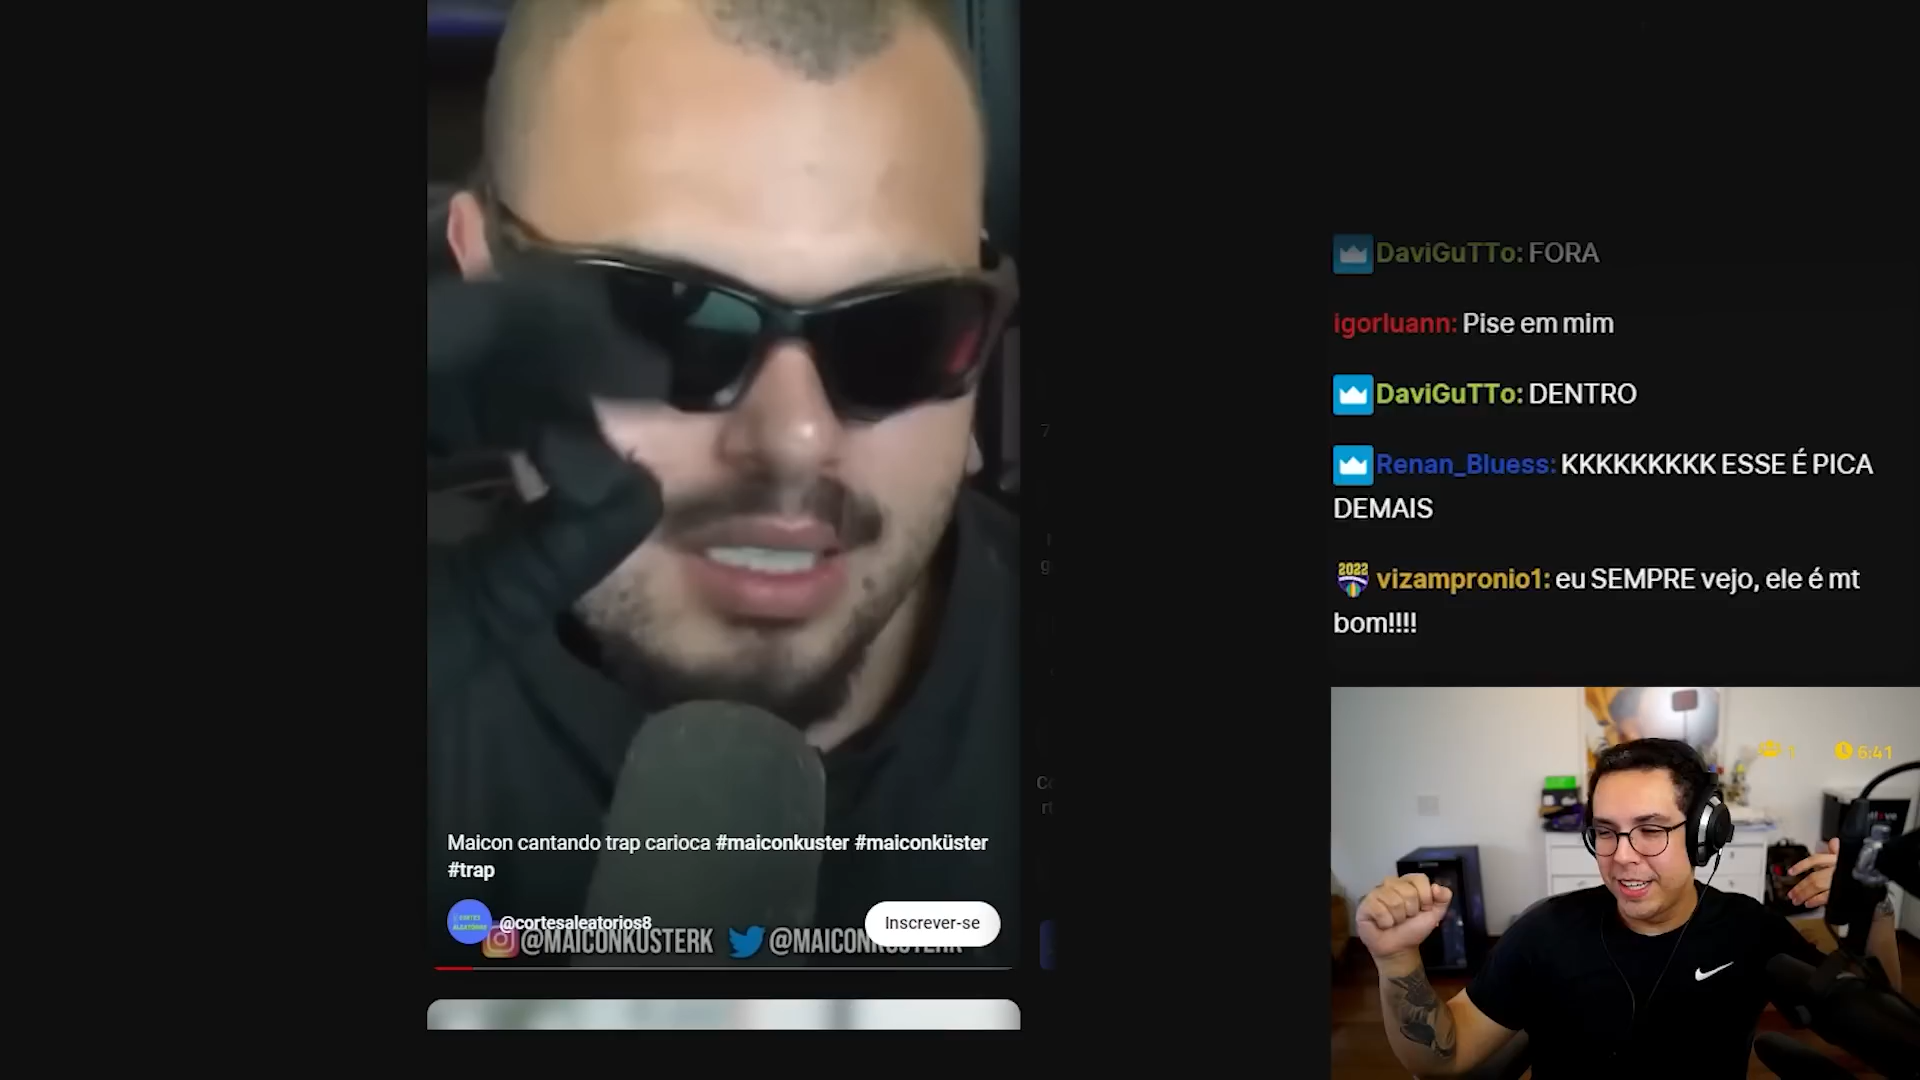 DaviGuTTo: FORA
igorluann: Pise em mim
DaviGuTTo: DENTRO
Renan_Bluess: KKKKKKKKK ESSE É PICA
DEMAIS
2022
vizampronio1: eu SEMPRE vejo, ele é mt
bom!!!!
Maicon cantando trap carioca #maiconkuster #maiconküster
#trap
@cortesaleatorios8
Inscrever-se
@MAICONKUSTERK
1
6:41